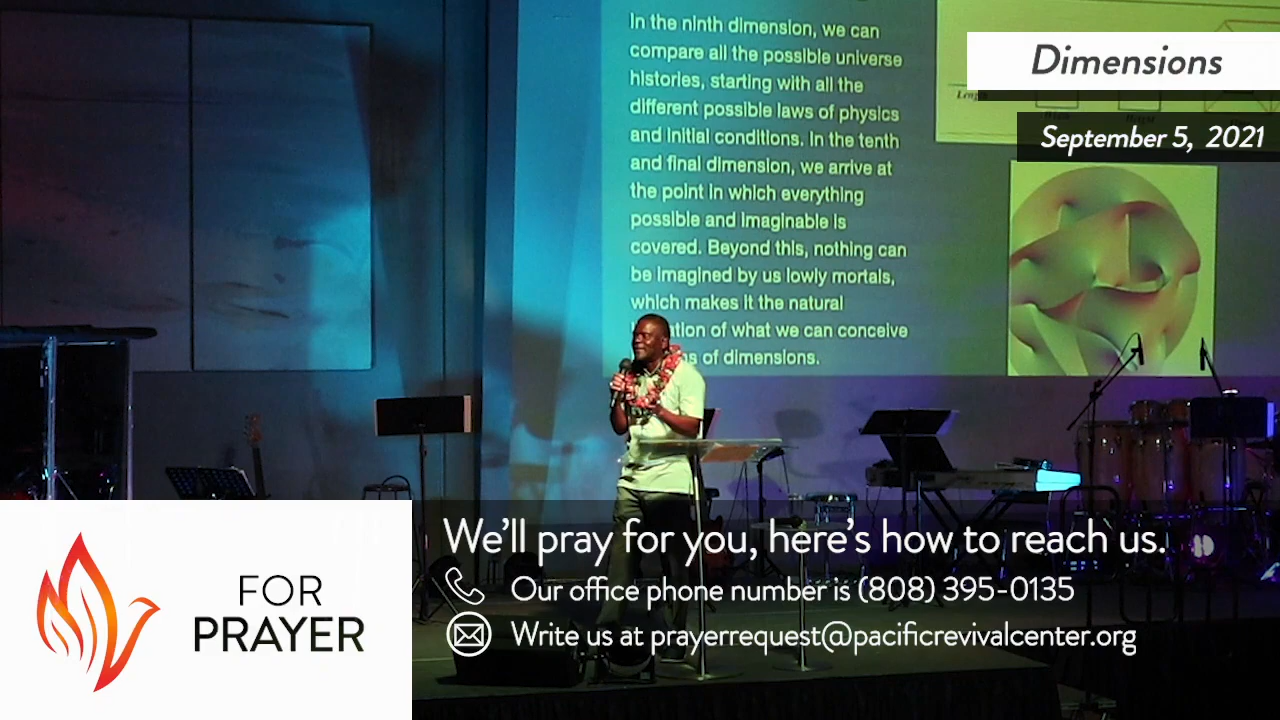 In the ninth dimension, we can
compare all the possible universe
histories, starting with all the
different possible laws of physics
and initial conditions. In the tenth
and final dimension, we arrive at
the point in which everything
possible and imaginable is
covered. Beyond this, nothing can
be imagined by us lowly mortals,
which makes it the natural
of what we can conceive
of dimensions.
Length
Dimensions
September 5, 2021
FOR
PRAYER
We'll pray for you, here's how to reach us.
Our office phone number is (808) 395-0135
Write us at prayerrequest@pacificrevivalcenter.org